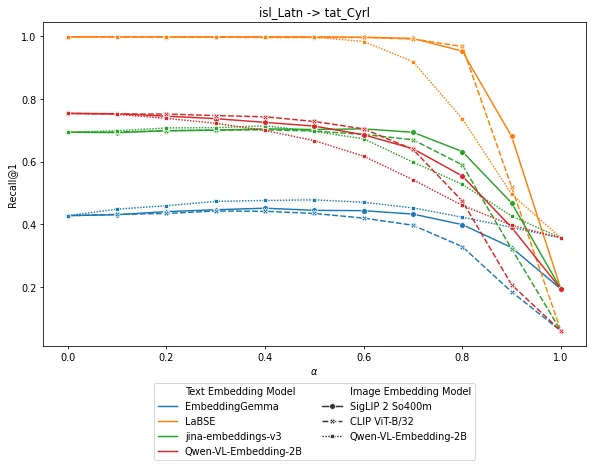 isl_Latn -> tat_Cyrl
Recall@1
1.0
0.8
0.6
0.4
0.2
0.0 0.2 0.4 0.6 0.8 1.0
α
Text Embedding Model Image Embedding Model
EmbeddingGemma SigLIP 2 So400m
LaBSE CLIP ViT-B/32
jina-embeddings-v3 Qwen-VL-Embedding-2B
Qwen-VL-Embedding-2B